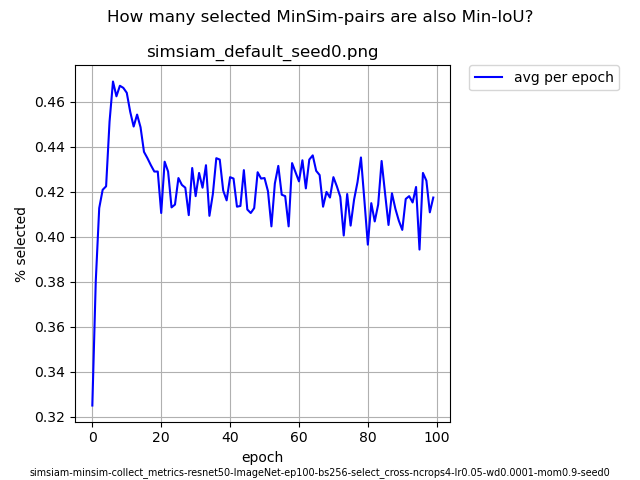 How many selected MinSim-pairs are also Min-IoU?
simsiam_default_seed0.png
avg per epoch
0.46
0.44
0.42
0.40
0.38
0.36
0.34
0.32
% selected
0
20
40
60
80
100
epoch
simsiam-minsim-collect_metrics-resnet50-ImageNet-ep100-bs256-select_cross-ncrops4-lr0.05-wd0.0001-mom0.9-seed0